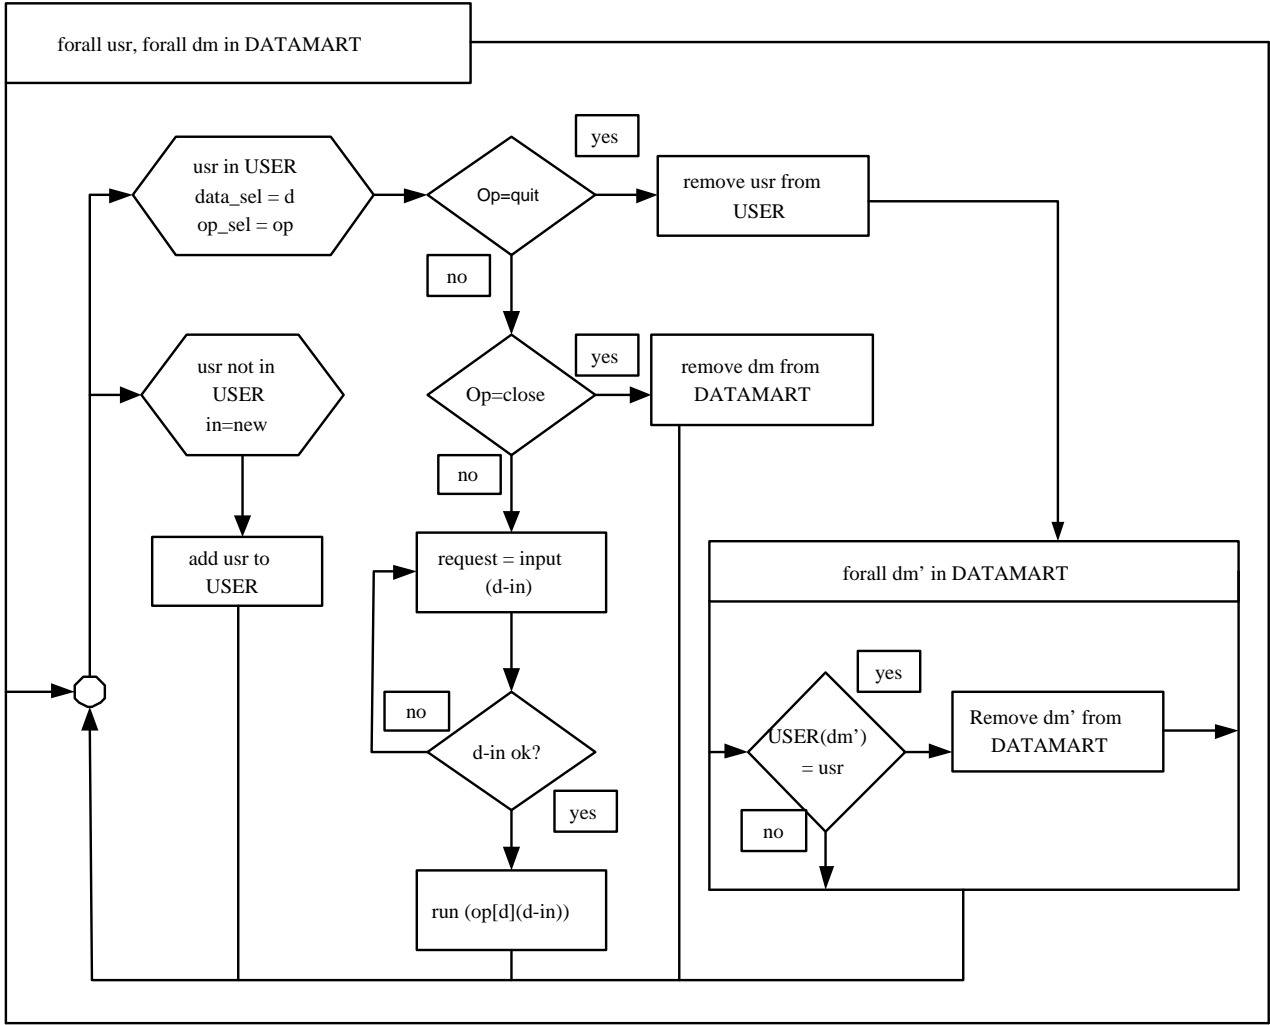 forall usr, forall dm in DATAMART
yes
usr in USER
data_sel = d
op_sel = op
Op=quit
remove usr from
USER
no
usr not in
USER
in=new
yes
Op=close
remove dm from
DATAMART
no
add usr to
USER
request = input
(d-in)
forall dm’ in DATAMART
no
d-in ok?
yes
yes
USER(dm’)
= usr
Remove dm’ from
DATAMART
no
run (op[d](d-in))